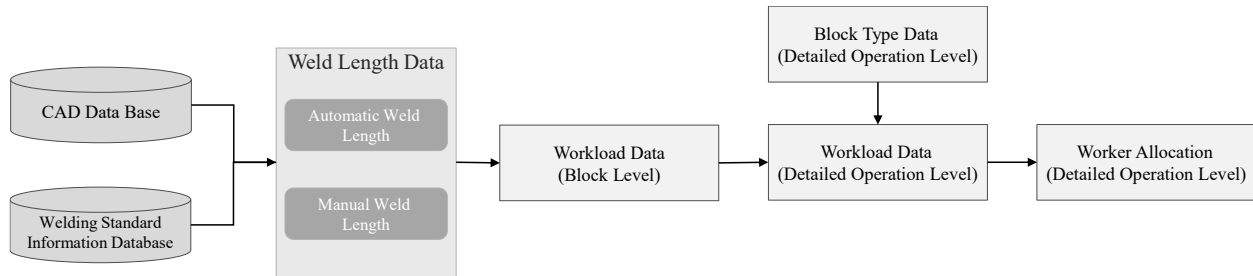 CAD Data Base
Welding Standard
Information Database
Weld Length Data
Automatic Weld
Length
Manual Weld
Length
Workload Data
(Block Level)
Block Type Data
(Detailed Operation Level)
Workload Data
(Detailed Operation Level)
Worker Allocation
(Detailed Operation Level)